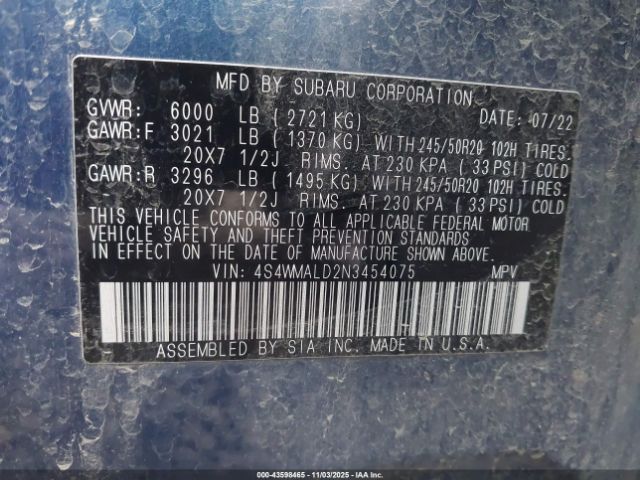 MFD BY SUBARU CORPORATION
GVWR: 6000 LB (2721 KG) DATE: 07/22
GAWR:F 3021 LB (1370 KG) WITH 245/50R20 102H TIRES.
20X7 1/2J RIMS. AT 230 KPA (33 PSI) COLD
GAWR:R 3296 LB (1495 KG) WITH 245/50R20 102H TIRES.
20X7 1/2J RIMS. AT 230 KPA (33 PSI) COLD
THIS VEHICLE CONFORMS TO ALL APPLICABLE FEDERAL MOTOR
VEHICLE SAFETY AND THEFT PREVENTION STANDARDS
IN EFFECT ON THE DATE OF MANUFACTURE SHOWN ABOVE.
VIN: 4S4WMALD2N3454075 MPV
ASSEMBLED BY SIA INC. MADE IN U.S.A.
000-43598465 - 11/03/2025 - IAAI.COM